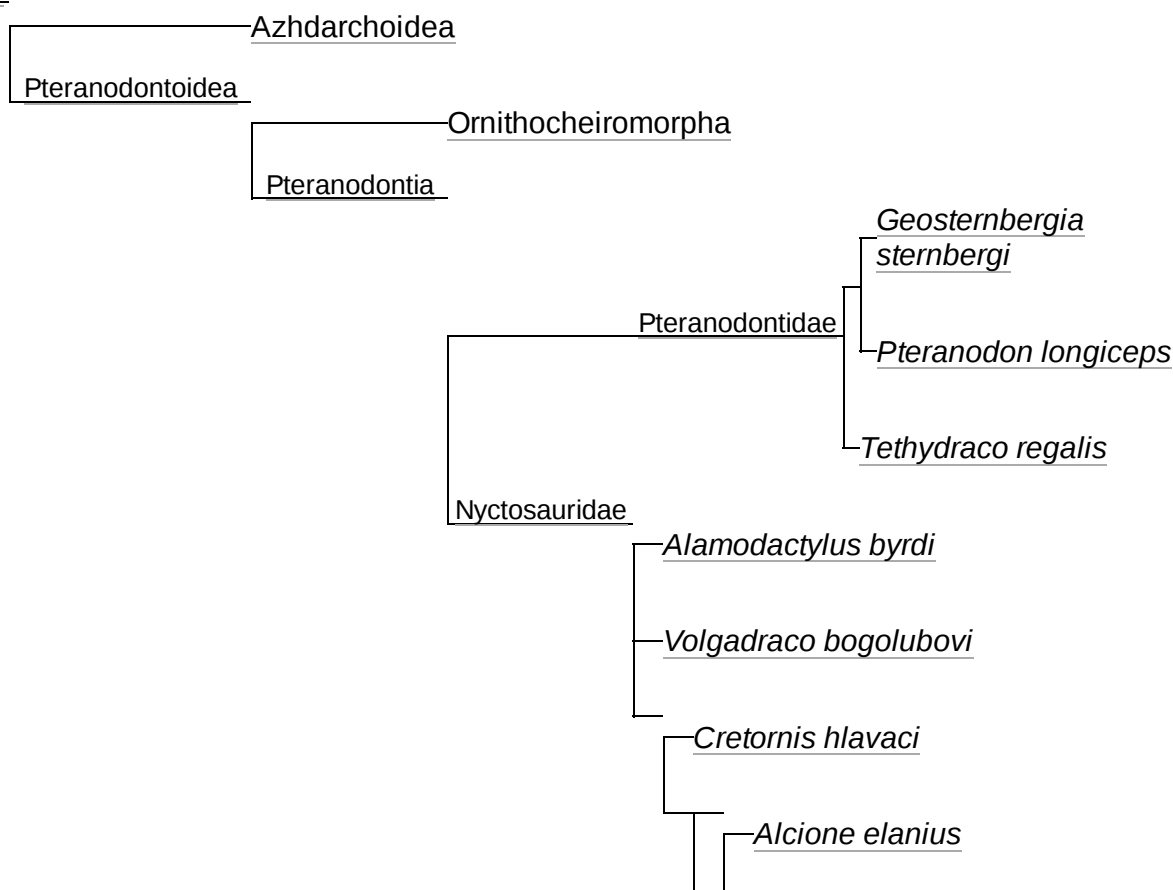 Azhdarchoidea
Pteranodontoidea
Ornithocheiromorpha
Pteranodontia
Geosternbergia
sternbergi
Pteranodontidae
Pteranodon longiceps
Tethydraco regalis
Nyctosauridae
Alamodactylus byrdi
Volgadraco bogolubovi
Cretornis hlavaci
Alcione elanius